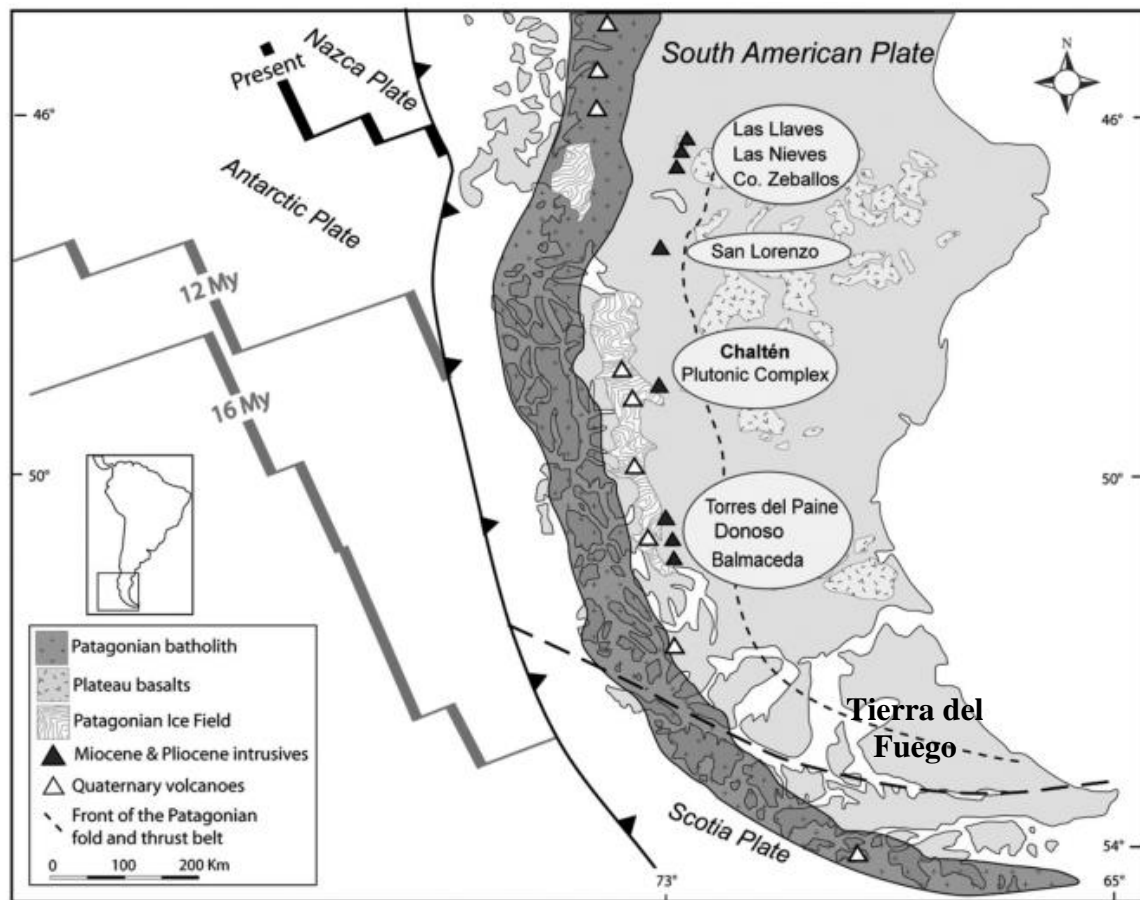 Nazca Plate
South American Plate
N
Present
46°
46°
Las Llaves
Las Nieves
Co. Zeballos
Antarctic Plate
San Lorenzo
12 My
Chaltén
Plutonic Complex
16 My
50°
50°
Torres del Paine
Donoso
Balmaceda
Patagonian batholith
Plateau basalts
Patagonian Ice Field
Miocene & Pliocene intrusives
Quaternary volcanoes
Front of the Patagonian
fold and thrust belt
0 100 200 Km
Tierra del
Fuego
Scotia Plate
54°
73°
65°